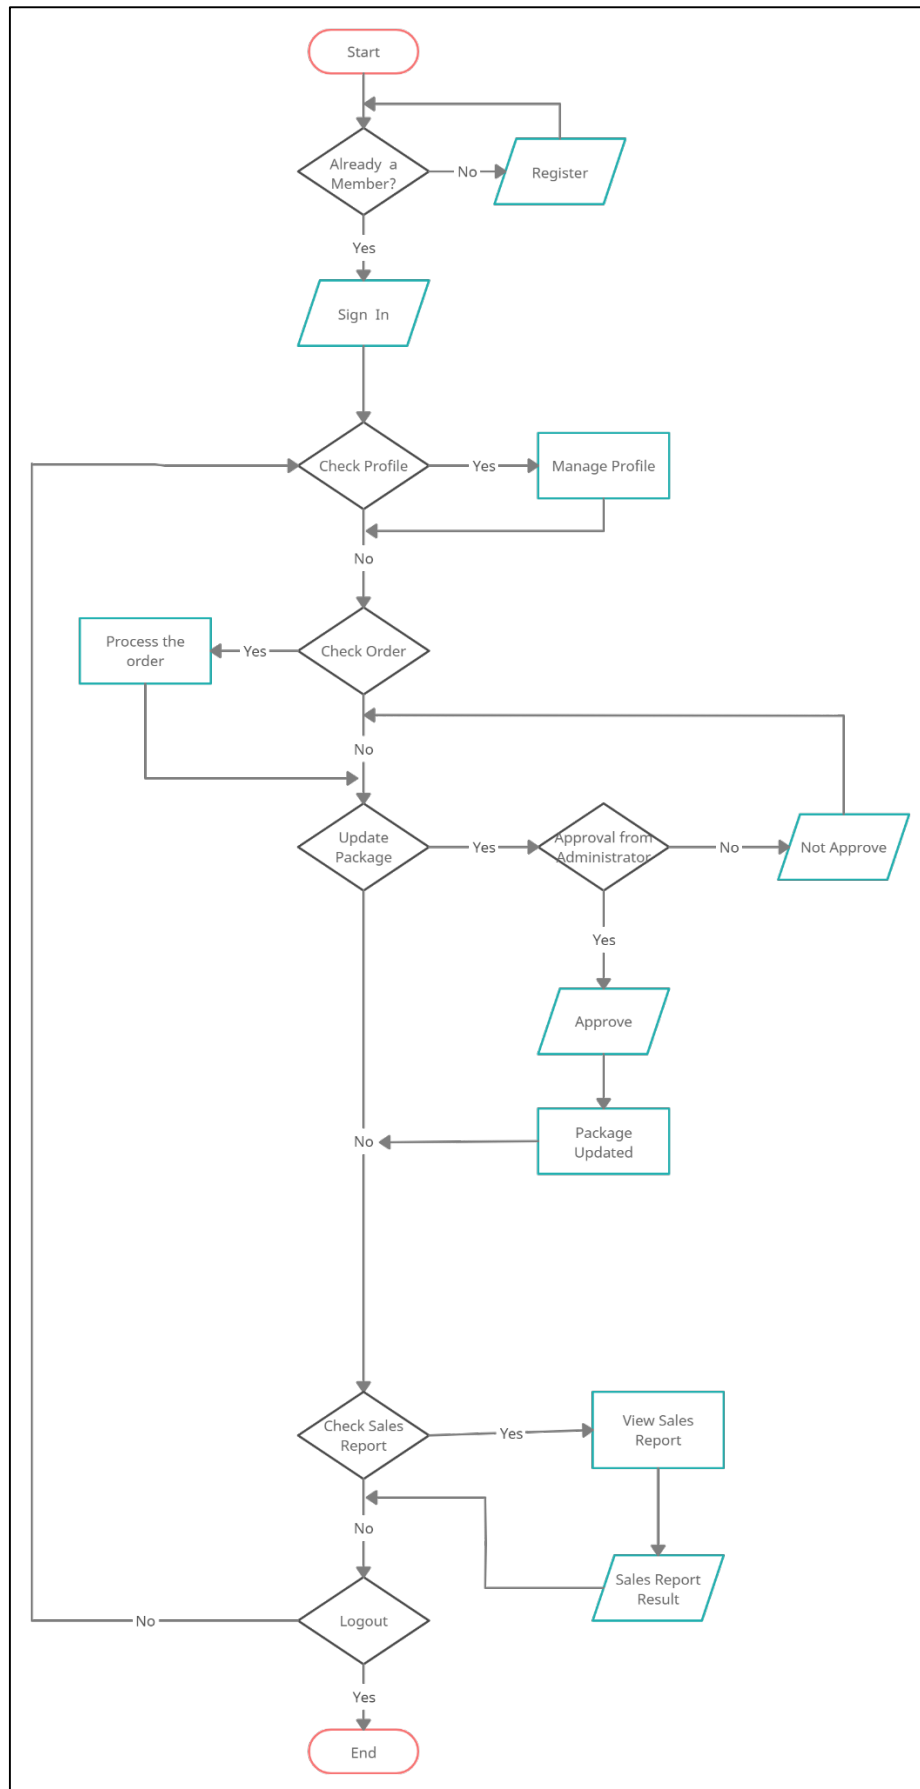 Start
Already a
Member?
No
Register
Yes
Sign In
Check Profile
Yes
Manage Profile
No
Process the
order
Yes
Check Order
No
Update
Package
Yes
Approval from
Administrator
No
Not Approve
Yes
Approve
Package
Updated
No
Check Sales
Report
Yes
View Sales
Report
No
Sales Report
Result
Logout
No
Yes
End